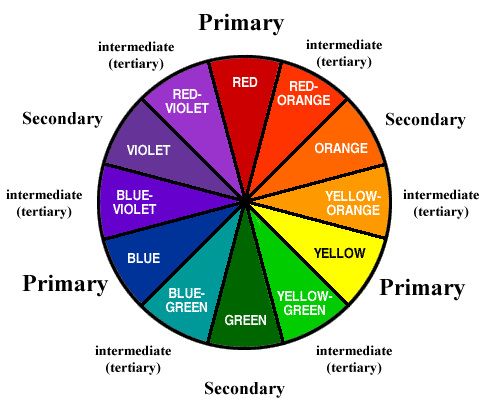 Primary
intermediate
(tertiary)
intermediate
(tertiary)
RED
RED-
VIOLET
RED-
ORANGE
Secondary
Secondary
VIOLET
ORANGE
intermediate
(tertiary)
BLUE-
VIOLET
YELLOW-
ORANGE
intermediate
(tertiary)
BLUE
YELLOW
Primary
Primary
BLUE-
GREEN
YELLOW-
GREEN
GREEN
intermediate
(tertiary)
intermediate
(tertiary)
Secondary